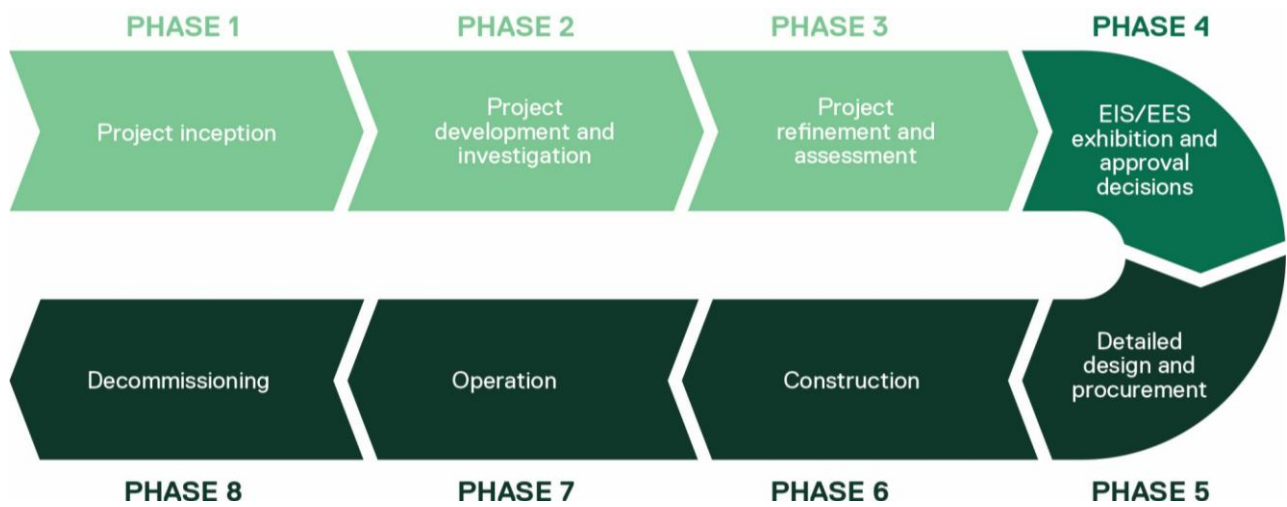 PHASE 1
PHASE 2
PHASE 3
PHASE 4
Project inception
Project
development and
investigation
Project
refinement and
assessment
EIS/EES
exhibition and
approval
decisions
Detailed
design and
procurement
Construction
Operation
Decommissioning
PHASE 8
PHASE 7
PHASE 6
PHASE 5